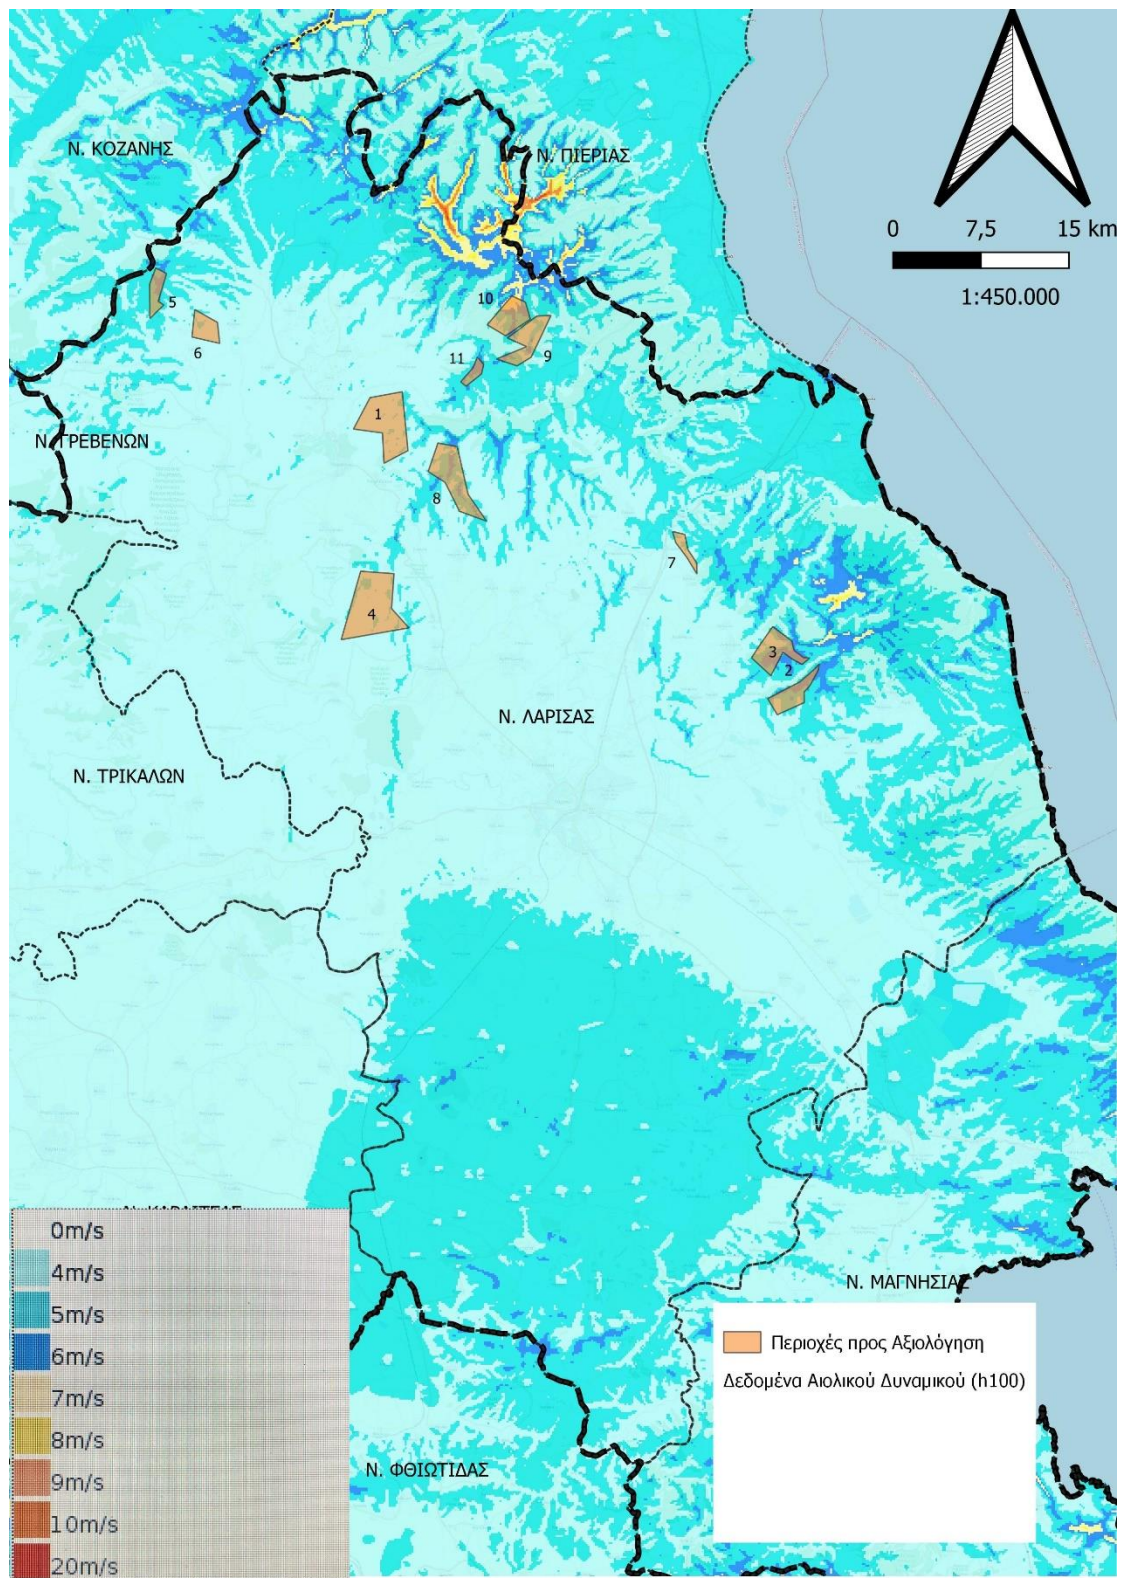 Ν. ΚΟΖΑΝΗΣ
Ν. ΠΙΕΡΙΑΣ
0 7,5 15 km
1:450.000
5
6
10
9
11
1
Ν. ΓΡΕΒΕΝΩΝ
8
7
4
3
2
Ν. ΛΑΡΙΣΑΣ
Ν. ΤΡΙΚΑΛΩΝ
0m/s
4m/s
5m/s
6m/s
7m/s
8m/s
9m/s
10m/s
20m/s
Ν. ΜΑΓΝΗΣΙΑΣ
Περιοχές προς Αξιολόγηση
Δεδομένα Αιολικού Δυναμικού (h100)
Ν. ΦΘΙΩΤΙΔΑΣ